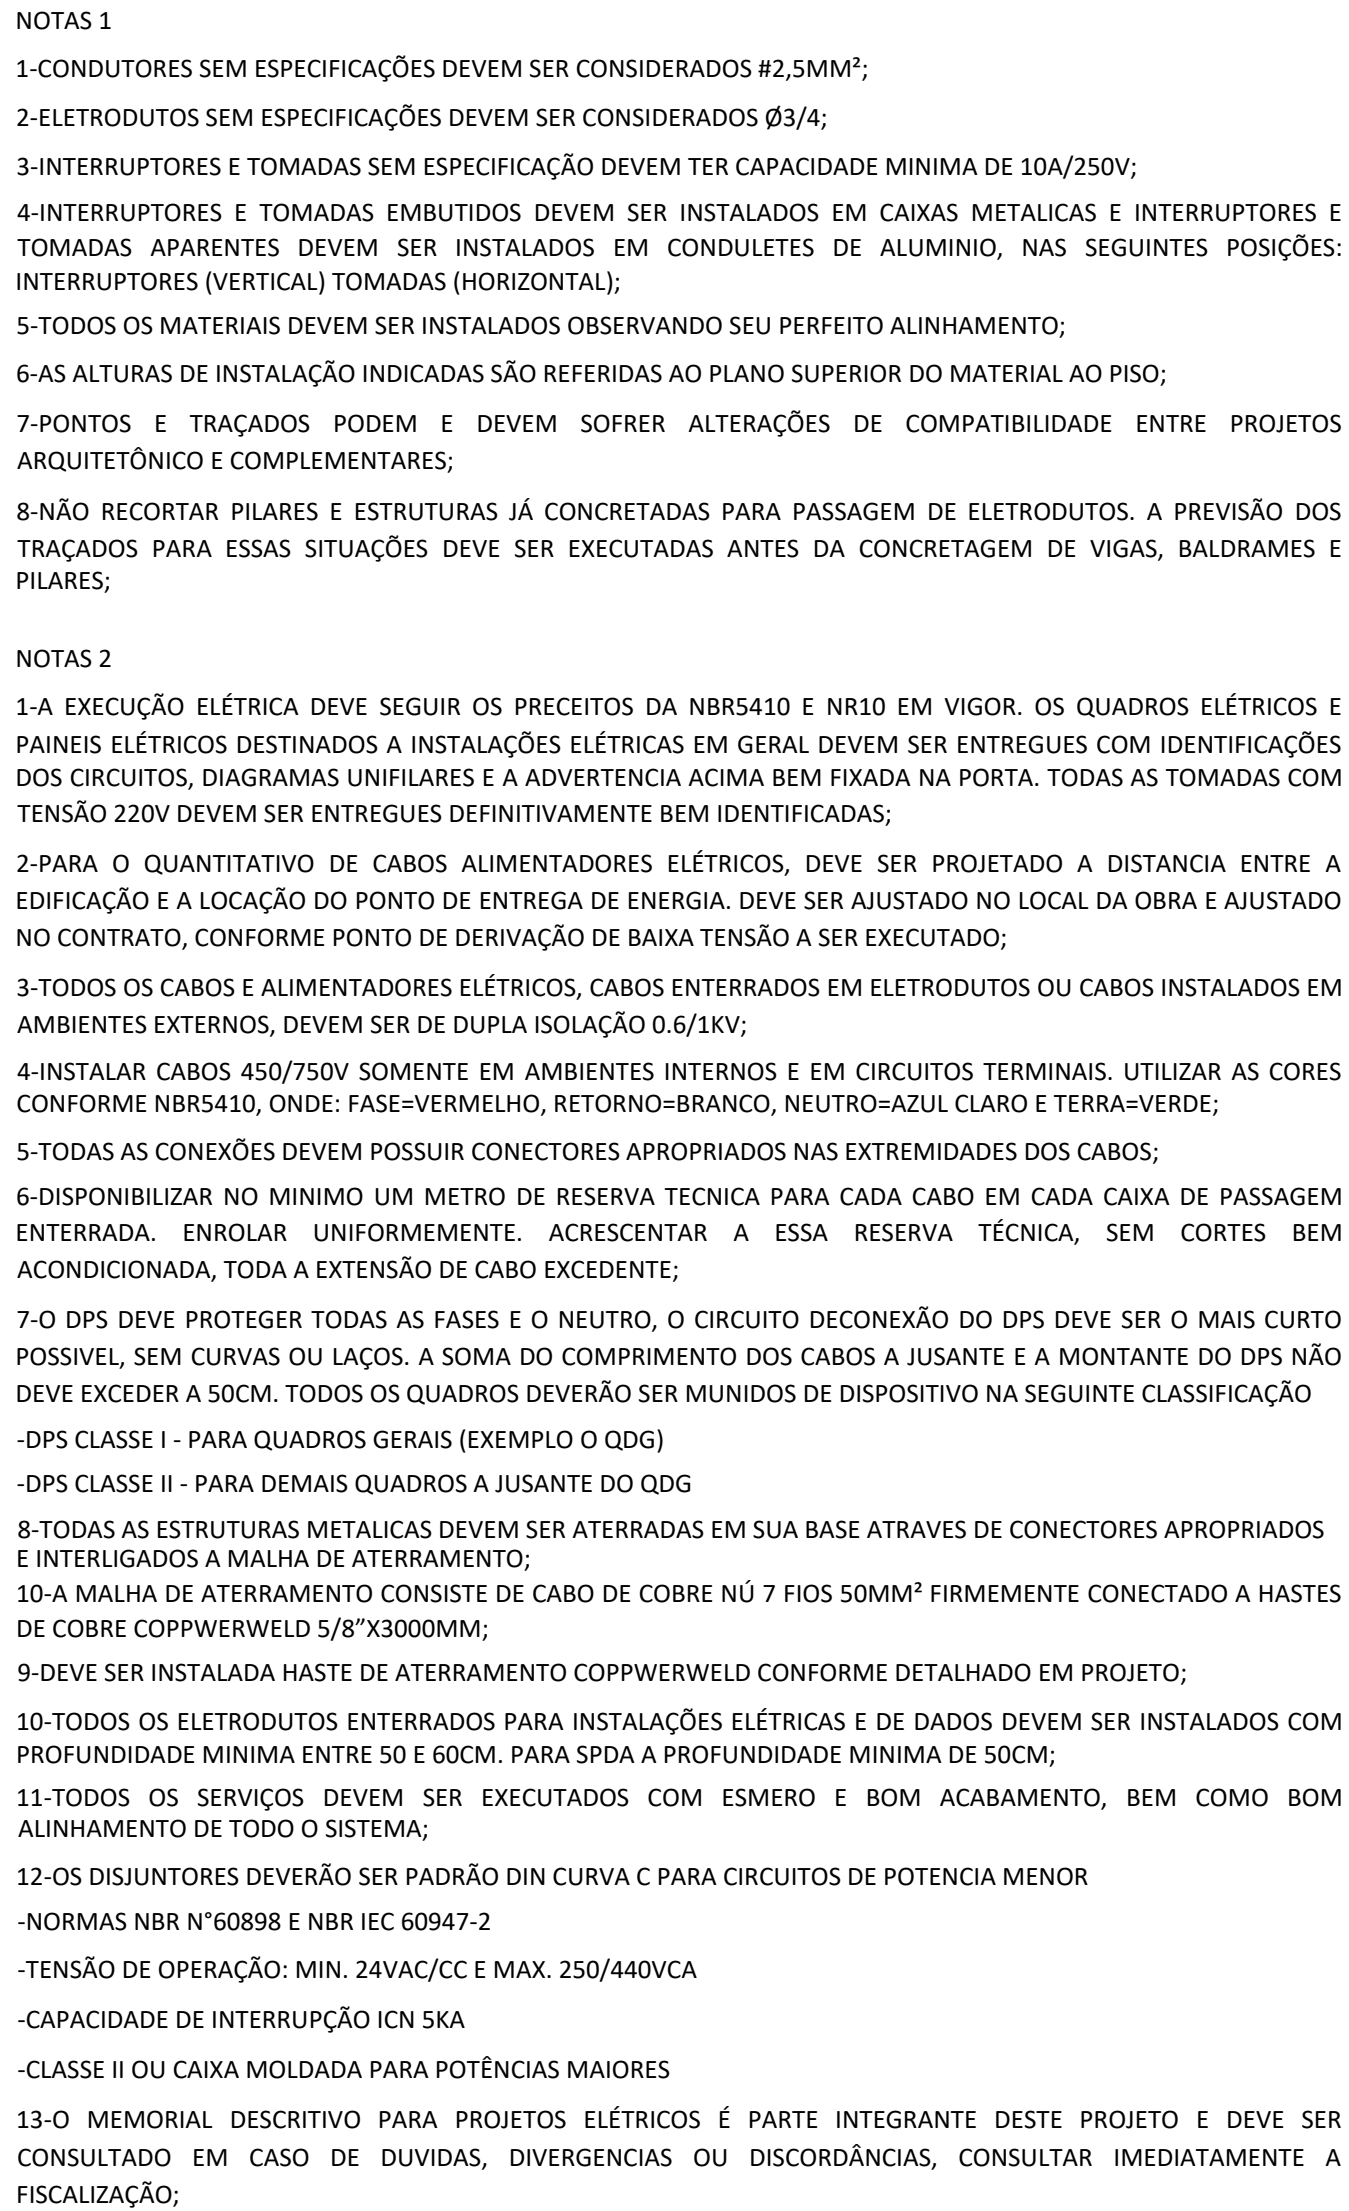 NOTAS 1
1-CONDUTORES SEM ESPECIFICAÇÕES DEVEM SER CONSIDERADOS #2,5MM²;
2-ELETRODUTOS SEM ESPECIFICAÇÕES DEVEM SER CONSIDERADOS Ø3/4;
3-INTERRUPTORES E TOMADAS SEM ESPECIFICAÇÃO DEVEM TER CAPACIDADE MINIMA DE 10A/250V;
4-INTERRUPTORES E TOMADAS EMBUTIDOS DEVEM SER INSTALADOS EM CAIXAS METALICAS E INTERRUPTORES E
TOMADAS APARENTES DEVEM SER INSTALADOS EM CONDULETES DE ALUMINIO, NAS SEGUINTES POSIÇÕES:
INTERRUPTORES (VERTICAL) TOMADAS (HORIZONTAL);
5-TODOS OS MATERIAIS DEVEM SER INSTALADOS OBSERVANDO SEU PERFEITO ALINHAMENTO;
6-AS ALTURAS DE INSTALAÇÃO INDICADAS SÃO REFERIDAS AO PLANO SUPERIOR DO MATERIAL AO PISO;
7-PONTOS E TRAÇADOS PODEM E DEVEM SOFRER ALTERAÇÕES DE COMPATIBILIDADE ENTRE PROJETOS
ARQUITETÔNICO E COMPLEMENTARES;
8-NÃO RECORTAR PILARES E ESTRUTURAS JÁ CONCRETADAS PARA PASSAGEM DE ELETRODUTOS. A PREVISÃO DOS
TRAÇADOS PARA ESSAS SITUAÇÕES DEVE SER EXECUTADAS ANTES DA CONCRETAGEM DE VIGAS, BALDRAMES E
PILARES;
NOTAS 2
1-A EXECUÇÃO ELÉTRICA DEVE SEGUIR OS PRECEITOS DA NBR5410 E NR10 EM VIGOR. OS QUADROS ELÉTRICOS E
PAINEIS ELÉTRICOS DESTINADOS A INSTALAÇÕES ELÉTRICAS EM GERAL DEVEM SER ENTREGUES COM IDENTIFICAÇÕES
DOS CIRCUITOS, DIAGRAMAS UNIFILARES E A ADVERTENCIA ACIMA BEM FIXADA NA PORTA. TODAS AS TOMADAS COM
TENSÃO 220V DEVEM SER ENTREGUES DEFINITIVAMENTE BEM IDENTIFICADAS;
2-PARA O QUANTITATIVO DE CABOS ALIMENTADORES ELÉTRICOS, DEVE SER PROJETADO A DISTANCIA ENTRE A
EDIFICAÇÃO E A LOCAÇÃO DO PONTO DE ENTREGA DE ENERGIA. DEVE SER AJUSTADO NO LOCAL DA OBRA E AJUSTADO
NO CONTRATO, CONFORME PONTO DE DERIVAÇÃO DE BAIXA TENSÃO A SER EXECUTADO;
3-TODOS OS CABOS E ALIMENTADORES ELÉTRICOS, CABOS ENTERRADOS EM ELETRODUTOS OU CABOS INSTALADOS EM
AMBIENTES EXTERNOS, DEVEM SER DE DUPLA ISOLAÇÃO 0.6/1KV;
4-INSTALAR CABOS 450/750V SOMENTE EM AMBIENTES INTERNOS E EM CIRCUITOS TERMINAIS. UTILIZAR AS CORES
CONFORME NBR5410, ONDE: FASE=VERMELHO, RETORNO=BRANCO, NEUTRO=AZUL CLARO E TERRA=VERDE;
5-TODAS AS CONEXÕES DEVEM POSSUIR CONECTORES APROPRIADOS NAS EXTREMIDADES DOS CABOS;
6-DISPONIBILIZAR NO MINIMO UM METRO DE RESERVA TECNICA PARA CADA CABO EM CADA CAIXA DE PASSAGEM
ENTERRADA. ENROLAR UNIFORMEMENTE. ACRESCENTAR A ESSA RESERVA TÉCNICA, SEM CORTES BEM
ACONDICIONADA, TODA A EXTENSÃO DE CABO EXCEDENTE;
7-O DPS DEVE PROTEGER TODAS AS FASES E O NEUTRO, O CIRCUITO DECONEXÃO DO DPS DEVE SER O MAIS CURTO
POSSIVEL, SEM CURVAS OU LAÇOS. A SOMA DO COMPRIMENTO DOS CABOS A JUSANTE E A MONTANTE DO DPS NÃO
DEVE EXCEDER A 50CM. TODOS OS QUADROS DEVERÃO SER MUNIDOS DE DISPOSITIVO NA SEGUINTE CLASSIFICAÇÃO
-DPS CLASSE I - PARA QUADROS GERAIS (EXEMPLO O QDG)
-DPS CLASSE II - PARA DEMAIS QUADROS A JUSANTE DO QDG
8-TODAS AS ESTRUTURAS METALICAS DEVEM SER ATERRADAS EM SUA BASE ATRAVES DE CONECTORES APROPRIADOS
E INTERLIGADOS A MALHA DE ATERRAMENTO;
10-A MALHA DE ATERRAMENTO CONSISTE DE CABO DE COBRE NÚ 7 FIOS 50MM² FIRMEMENTE CONECTADO A HASTES
DE COBRE COPPWERWELD 5/8”X3000MM;
9-DEVE SER INSTALADA HASTE DE ATERRAMENTO COPPWERWELD CONFORME DETALHADO EM PROJETO;
10-TODOS OS ELETRODUTOS ENTERRADOS PARA INSTALAÇÕES ELÉTRICAS E DE DADOS DEVEM SER INSTALADOS COM
PROFUNDIDADE MINIMA ENTRE 50 E 60CM. PARA SPDA A PROFUNDIDADE MINIMA DE 50CM;
11-TODOS OS SERVIÇOS DEVEM SER EXECUTADOS COM ESMERO E BOM ACABAMENTO, BEM COMO BOM
ALINHAMENTO DE TODO O SISTEMA;
12-OS DISJUNTORES DEVERÃO SER PADRÃO DIN CURVA C PARA CIRCUITOS DE POTENCIA MENOR
-NORMAS NBR N°60898 E NBR IEC 60947-2
-TENSÃO DE OPERAÇÃO: MIN. 24VAC/CC E MAX. 250/440VCA
-CAPACIDADE DE INTERRUPÇÃO ICN 5KA
-CLASSE II OU CAIXA MOLDADA PARA POTÊNCIAS MAIORES
13-O MEMORIAL DESCRITIVO PARA PROJETOS ELÉTRICOS É PARTE INTEGRANTE DESTE PROJETO E DEVE SER
CONSULTADO EM CASO DE DUVIDAS, DIVERGENCIAS OU DISCORDÂNCIAS, CONSULTAR IMEDIATAMENTE A
FISCALIZAÇÃO;